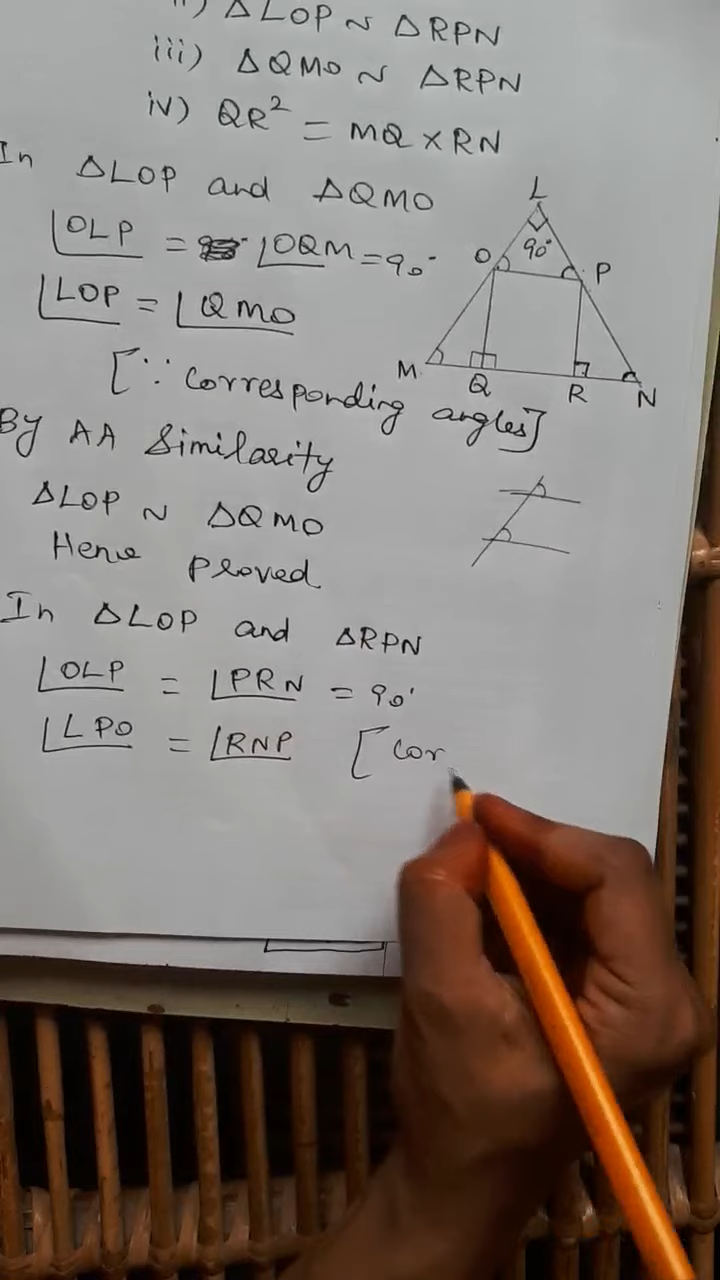 ii) ΔLOP ~ ΔRPN
iii) ΔQMO ~ ΔRPN
iv) QR² = MQ × RN
In ΔLOP and ΔQMO
∠OLP = ∠OQM = 90°
∠LOP = ∠QMO
[∵ corresponding angles]
By AA Similarity
ΔLOP ~ ΔQMO
Hence proved
L
90°
O
P
M
Q
R
N
In ΔLOP and ΔRPN
∠OLP = ∠PRN = 90°
∠LPO = ∠RNP [cor